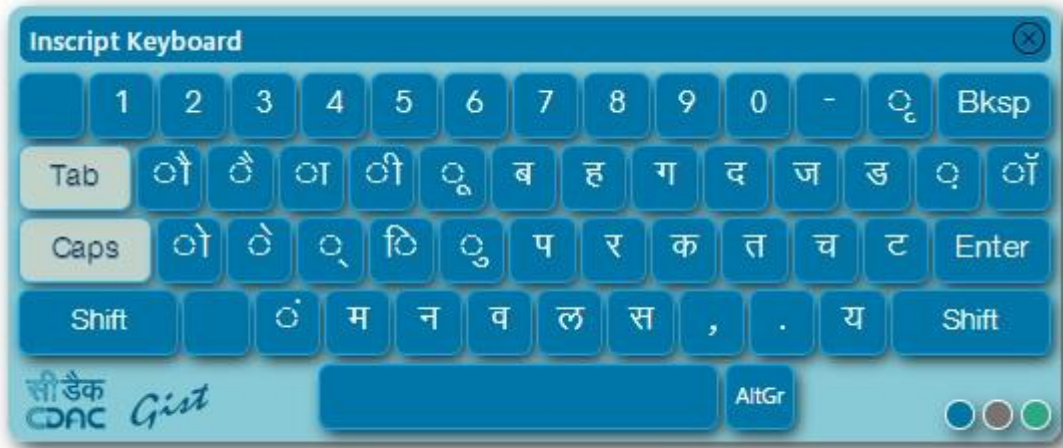 Inscript Keyboard
1 2 3 4 5 6 7 8 9 0 - ृ Bksp
Tab ौ ै ा ी ू ब ह ग द ज ड ़ ॉ
Caps ो े ् ि ु प र क त च ट Enter
Shift ं म न व ल स , . य Shift
सी डैक
CDAC Gist AltGr